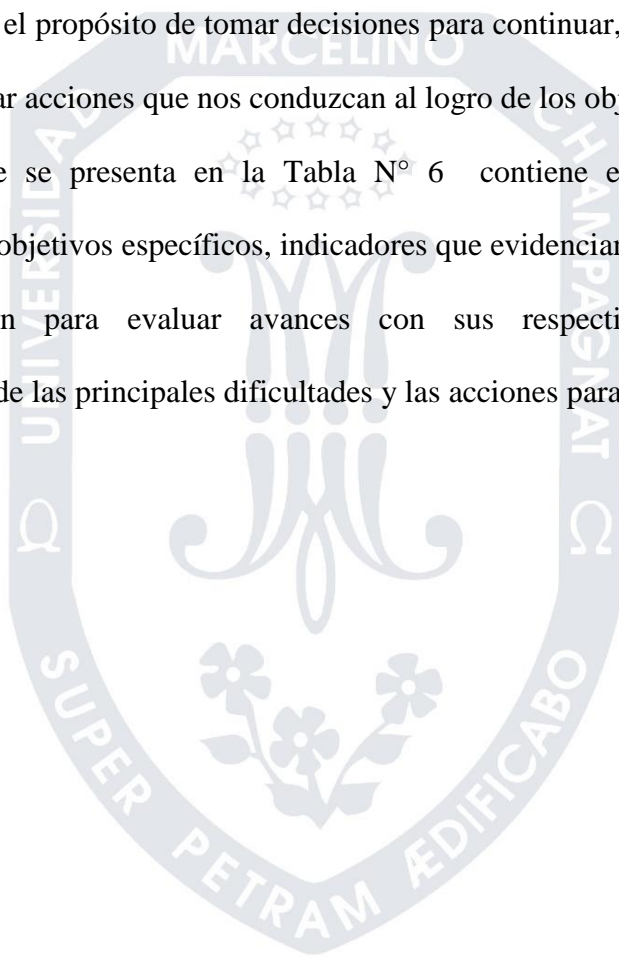 el propósito de tomar decisiones para continuar,
ar acciones que nos conduzcan al logro de los obj
e se presenta en la Tabla N° 6 contiene e
objetivos específicos, indicadores que evidencian
n para evaluar avances con sus respecti
de las principales dificultades y las acciones para
UNIVERSIDAD MARCELINO CHAMPAGNAT
Ω Ω
SUPER PETRAM ÆDIFICABO